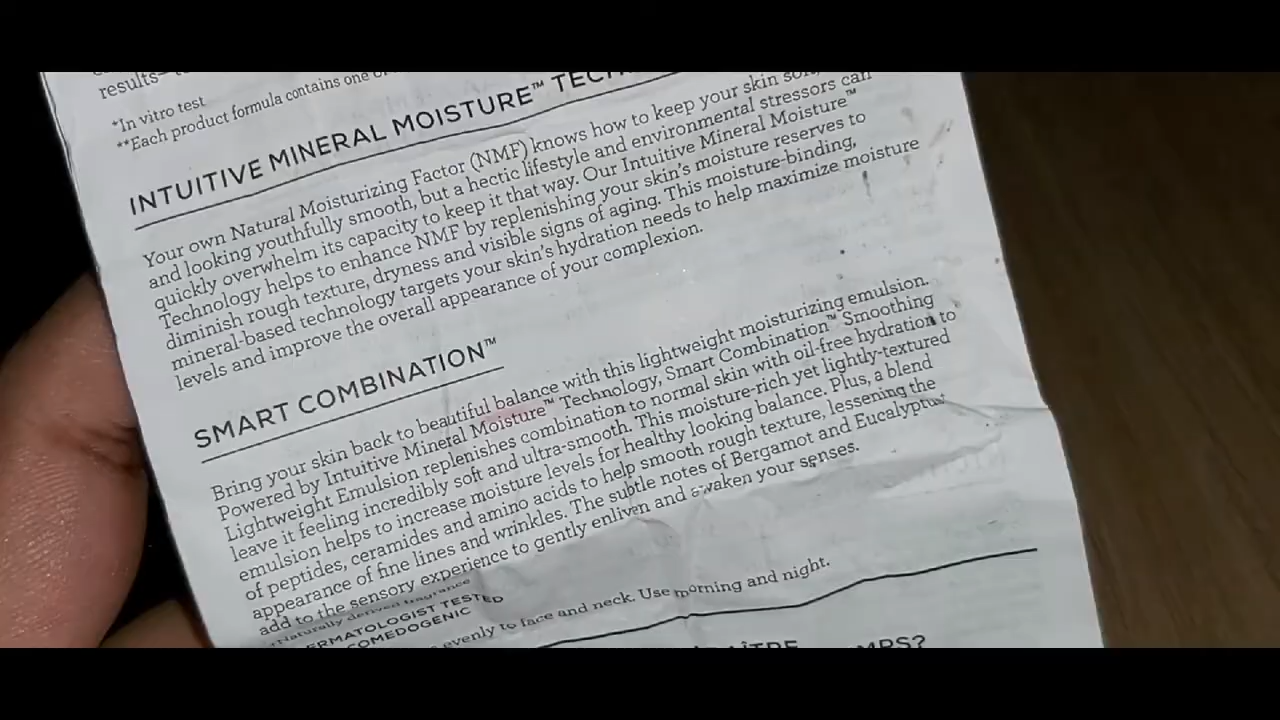 results—
*In vitro test
**Each product formula contains one
INTUITIVE MINERAL MOISTURE™
Your own Natural Moisturizing Factor (NMF) knows how to keep your skin
and looking youthfully smooth, but a hectic lifestyle and environmental stressors can
quickly overwhelm its capacity to keep it that way. Our Intuitive Mineral Moisture™
Technology helps to enhance NMF by replenishing your skin's moisture reserves to
diminish rough texture, dryness and visible signs of aging. This moisture-binding,
mineral-based technology targets your skin's hydration needs to help maximize moisture
levels and improve the overall appearance of your complexion.
SMART COMBINATION™
Bring your skin back to beautiful balance with this lightweight moisturizing emulsion.
Powered by Intuitive Mineral Moisture™ Technology, Smart Combination™ Smoothing
Lightweight Emulsion replenishes combination to normal skin with oil-free hydration to
leave it feeling incredibly soft and ultra-smooth. This moisture-rich yet lightly-textured
emulsion helps to increase moisture levels for healthy looking balance. Plus, a blend
of peptides, ceramides and amino acids to help smooth rough texture, lessening the
appearance of fine lines and wrinkles. The subtle notes of Bergamot and Eucalyptus
add to the sensory experience to gently enliven and awaken your senses.
*Naturally derived fragrance
ERMATOLOGIST TESTED
COMEDOGENIC
evenly to face and neck. Use morning and night.